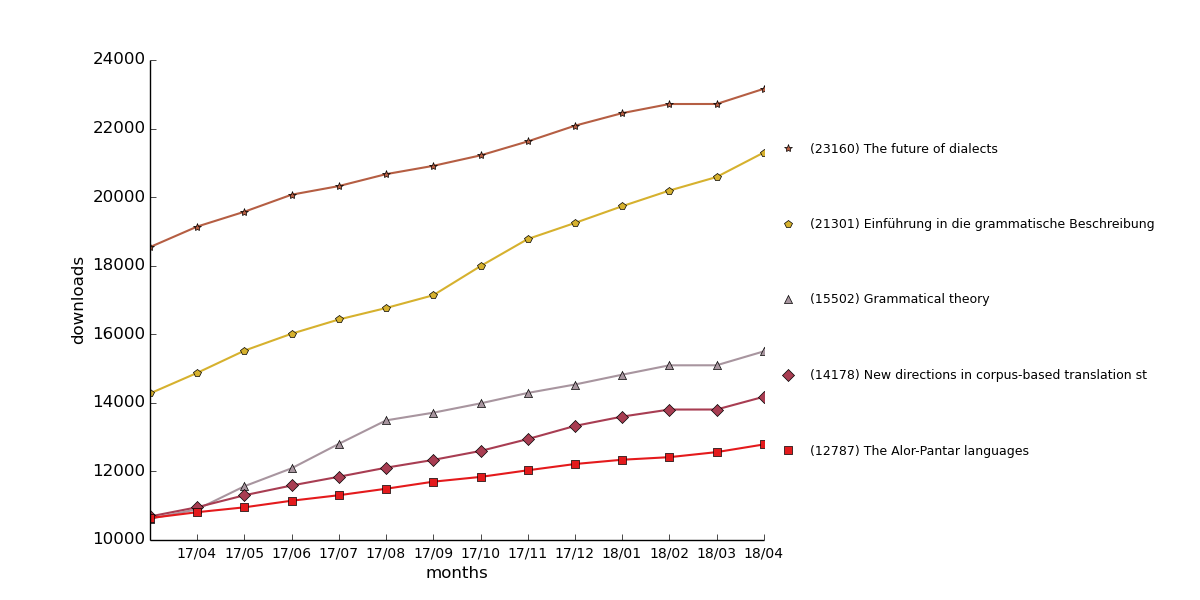 24000
22000
20000
18000
16000
14000
12000
10000
downloads
17/04 17/05 17/06 17/07 17/08 17/09 17/10 17/11 17/12 18/01 18/02 18/03 18/04
months
(23160) The future of dialects
(21301) Einführung in die grammatische Beschreibung
(15502) Grammatical theory
(14178) New directions in corpus-based translation st
(12787) The Alor-Pantar languages